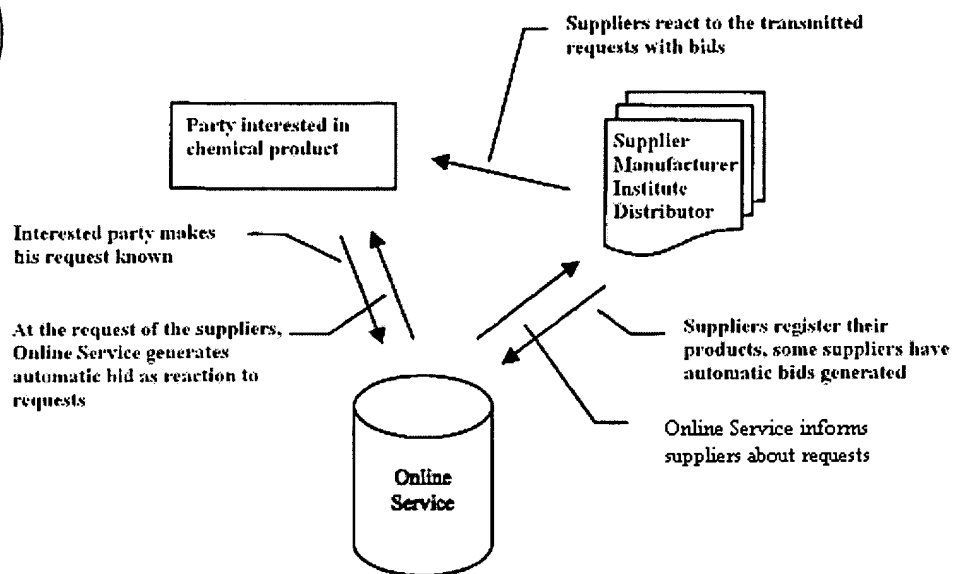 Suppliers react to the transmitted
requests with bids
Party interested in
chemical product
Supplier
Manufacturer
Institute
Distributor
Interested party makes
his request known
At the request of the suppliers,
Online Service generates
automatic bid as reaction to
requests
Suppliers register their
products, some suppliers have
automatic bids generated
Online Service informs
suppliers about requests
Online
Service